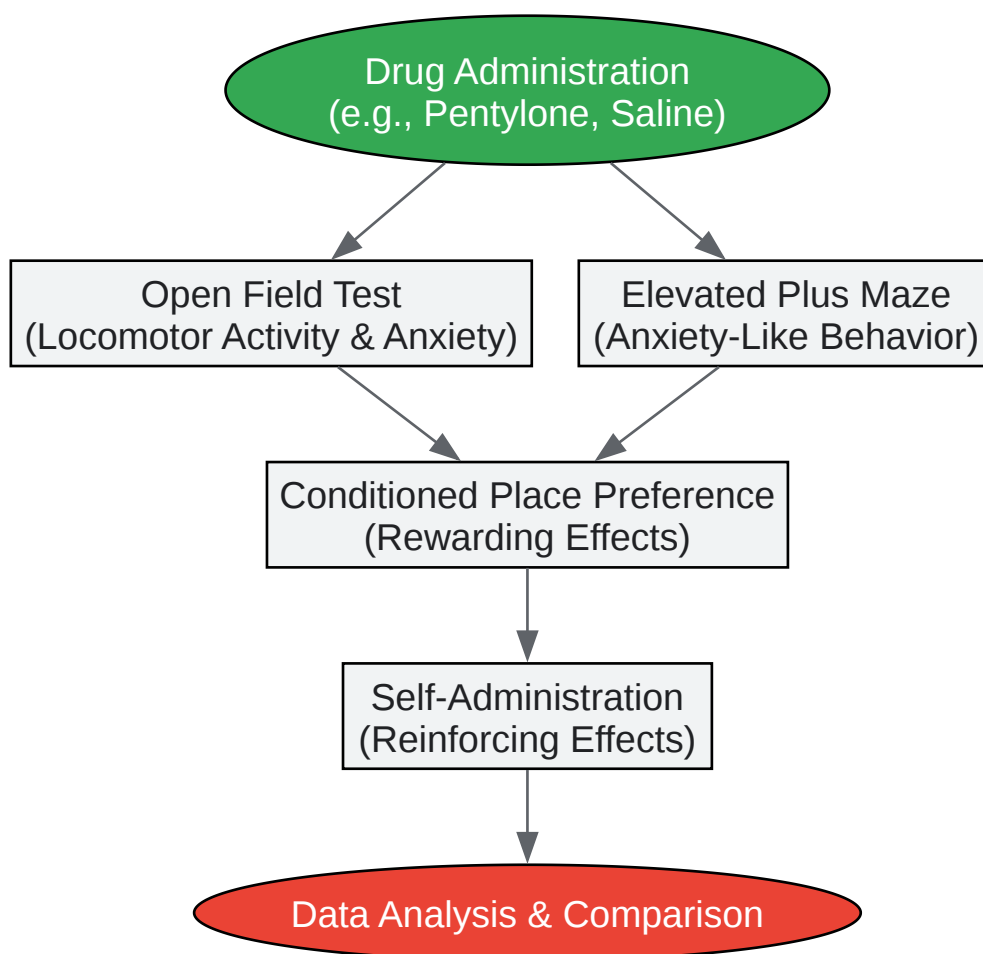 Drug Administration
(e.g., Pentylone, Saline)
Open Field Test
(Locomotor Activity & Anxiety)
Elevated Plus Maze
(Anxiety-Like Behavior)
Conditioned Place Preference
(Rewarding Effects)
Self-Administration
(Reinforcing Effects)
Data Analysis & Comparison